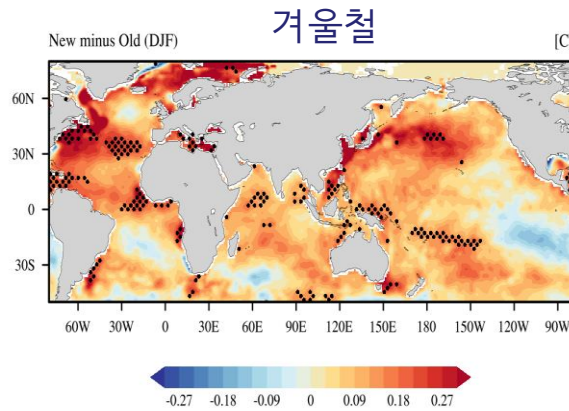 겨울철
New minus Old (DJF) [C
60N
30N
0
30S
60W 30W 0 30E 60E 90E 120E 150E 180 150W 120W 90W
-0.27 -0.18 -0.09 0 0.09 0.18 0.27